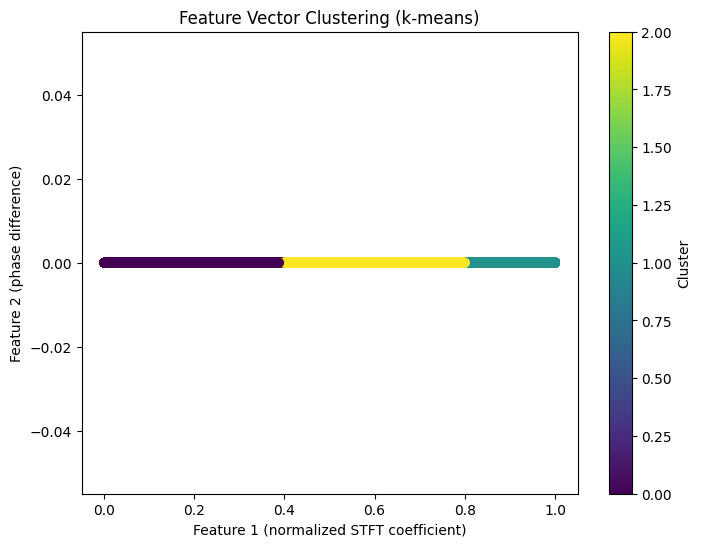 Feature Vector Clustering (k-means)
Feature 2 (phase difference)
0.04
0.02
0.00
−0.02
−0.04
0.0 0.2 0.4 0.6 0.8 1.0
Feature 1 (normalized STFT coefficient)
2.00
1.75
1.50
1.25
1.00
0.75
0.50
0.25
0.00
Cluster